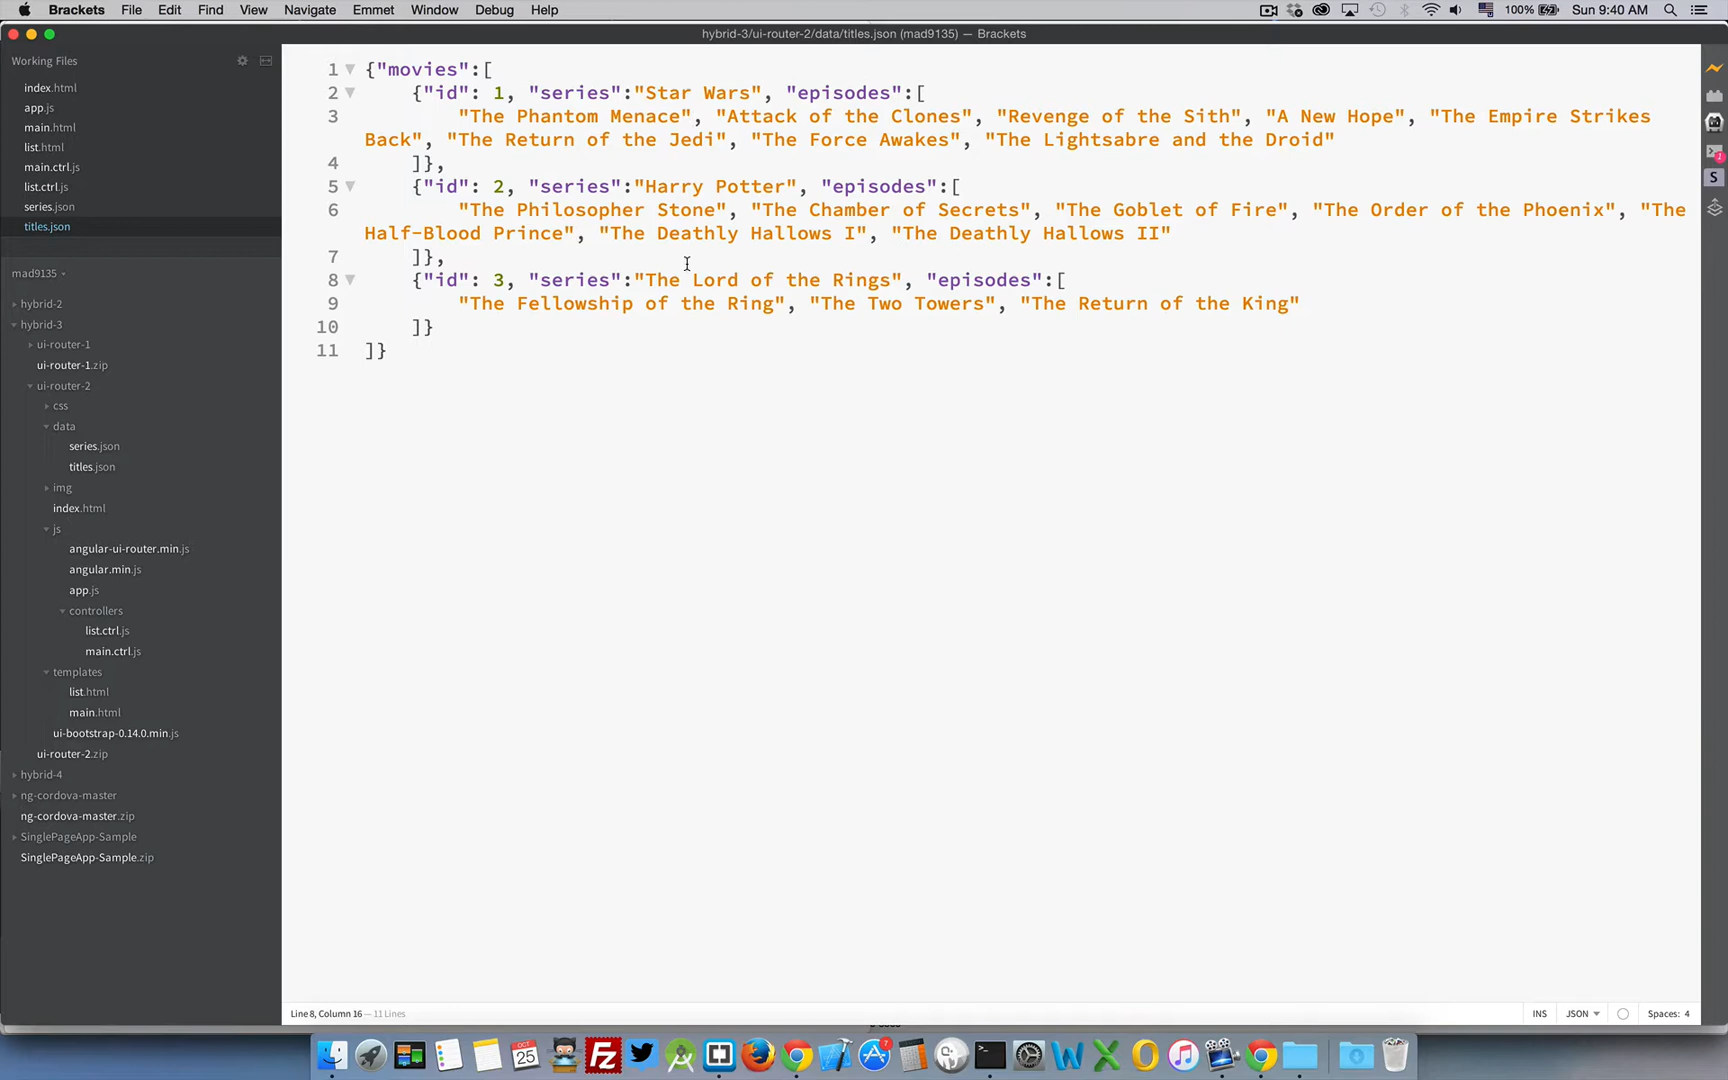 Brackets File Edit Find View Navigate Emmet Window Debug Help 100% Sun 9:40 AM
hybrid-3/ui-router-2/data/titles.json (mad9135) — Brackets
Working Files
index.html
app.js
main.html
list.html
main.ctrl.js
list.ctrl.js
series.json
titles.json
mad9135
hybrid-2
hybrid-3
ui-router-1
ui-router-1.zip
ui-router-2
css
data
series.json
titles.json
img
index.html
js
angular-ui-router.min.js
angular.min.js
app.js
controllers
list.ctrl.js
main.ctrl.js
templates
list.html
main.html
ui-bootstrap-0.14.0.min.js
ui-router-2.zip
hybrid-4
ng-cordova-master
ng-cordova-master.zip
SinglePageApp-Sample
SinglePageApp-Sample.zip
1 {"movies":[
2 {"id": 1, "series":"Star Wars", "episodes":[
3 "The Phantom Menace", "Attack of the Clones", "Revenge of the Sith", "A New Hope", "The Empire Strikes
Back", "The Return of the Jedi", "The Force Awakes", "The Lightsabre and the Droid"
4 ]},
5 {"id": 2, "series":"Harry Potter", "episodes":[
6 "The Philosopher Stone", "The Chamber of Secrets", "The Goblet of Fire", "The Order of the Phoenix", "The
Half-Blood Prince", "The Deathly Hallows I", "The Deathly Hallows II"
7 ]},
8 {"id": 3, "series":"The Lord of the Rings", "episodes":[
9 "The Fellowship of the Ring", "The Two Towers", "The Return of the King"
10 ]}
11 ]}
Line 8, Column 16 — 11 Lines
INS JSON Spaces: 4
OCT
25